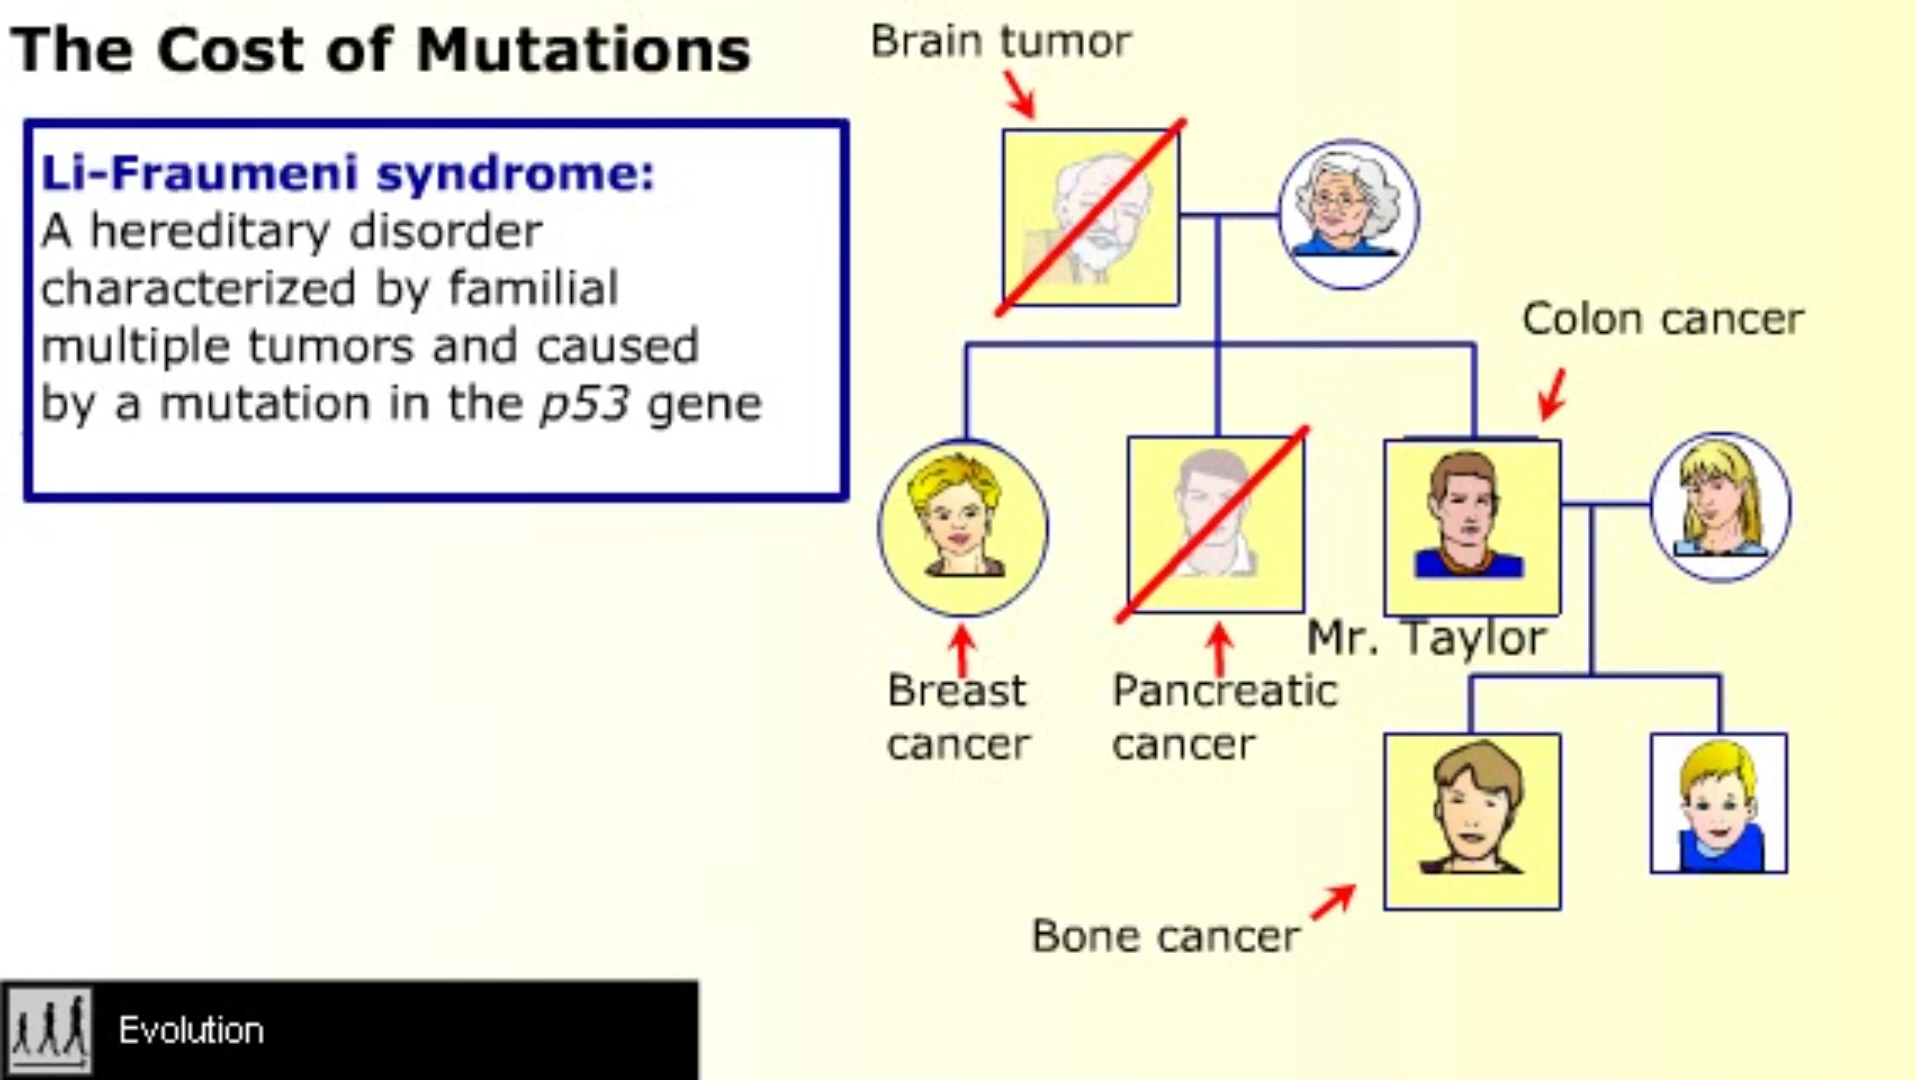 The Cost of Mutations
Li-Fraumeni syndrome:
A hereditary disorder
characterized by familial
multiple tumors and caused
by a mutation in the p53 gene
Brain tumor
Colon cancer
Mr. Taylor
Breast
cancer
Pancreatic
cancer
Bone cancer
Evolution